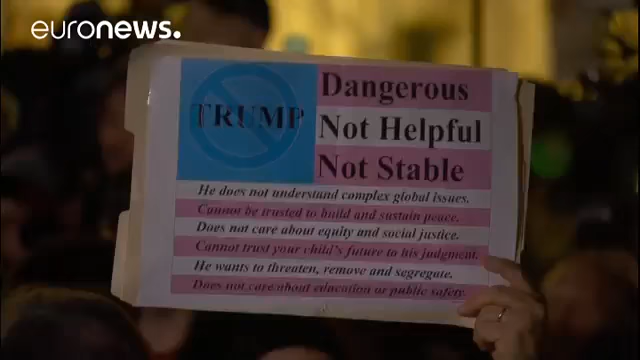 euronews.
TRUMP
Dangerous
Not Helpful
Not Stable
He does not understand complex global issues.
Cannot be trusted to build and sustain peace.
Does not care about equity and social justice.
Cannot trust your child's future to his judgment.
He wants to threaten, remove and segregate.
Does not care about education or public safety.